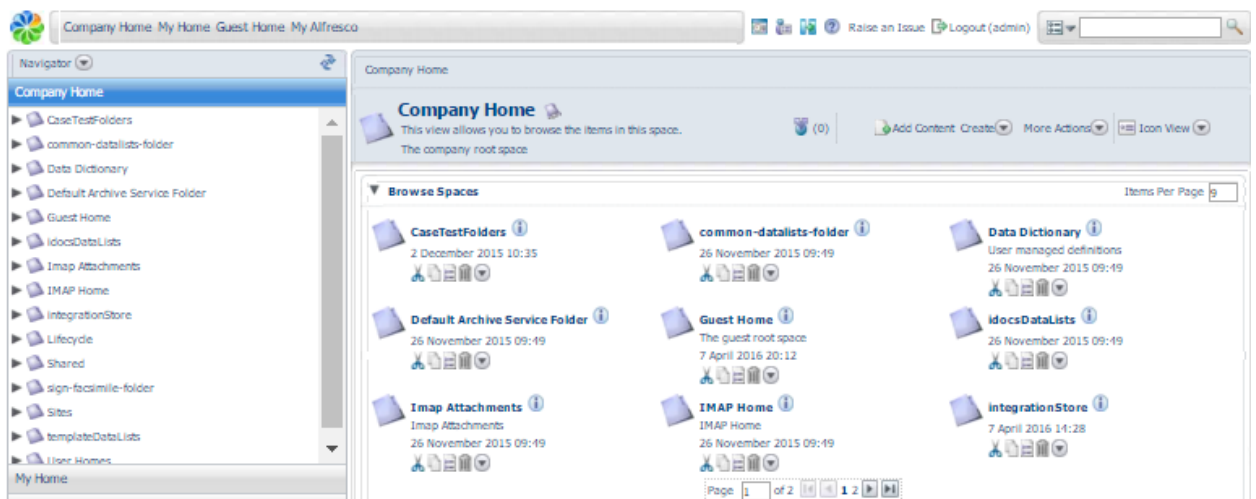 Company Home My Home Guest Home My Alfresco
Raise an Issue Logout (admin)
Navigator
Company Home
CaseTestFolders
common-datalists-folder
Data Dictionary
Default Archive Service Folder
Guest Home
idocsDataLists
Imap Attachments
IMAP Home
integrationStore
Lifecycle
Shared
sign-facsimile-folder
Sites
templateDataLists
User Homes
My Home
Company Home
Company Home
This view allows you to browse the items in this space.
The company root space
(0)
Add Content Create More Actions Icon View
Browse Spaces
Items Per Page 9
CaseTestFolders
2 December 2015 10:35
common-datalists-folder
26 November 2015 09:49
Data Dictionary
User managed definitions
26 November 2015 09:49
Default Archive Service Folder
26 November 2015 09:49
Guest Home
The guest root space
7 April 2016 20:12
idocsDataLists
26 November 2015 09:49
Imap Attachments
Imap Attachments
26 November 2015 09:49
IMAP Home
IMAP Home
26 November 2015 09:49
integrationStore
7 April 2016 14:28
Page 1 of 2 1 2